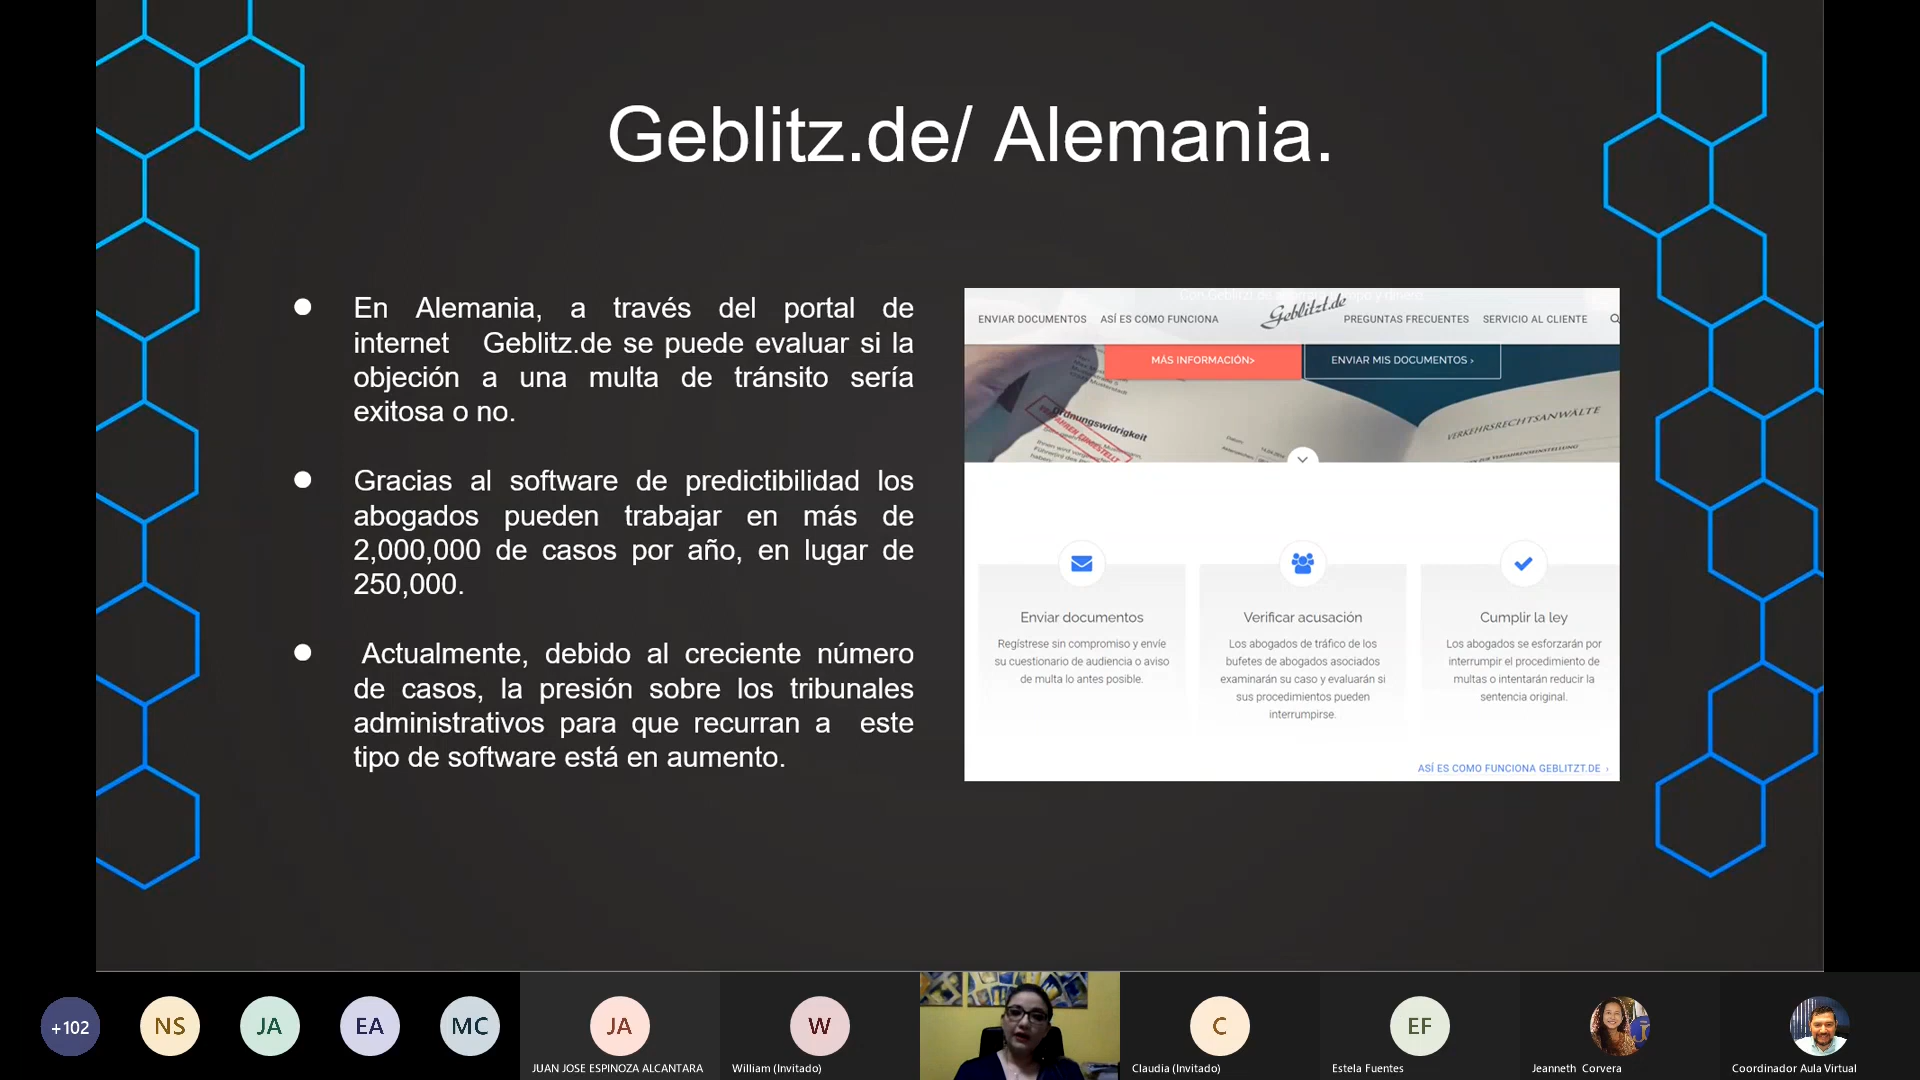 Geblitz.de/ Alemania.
En Alemania, a través del portal de
internet Geblitz.de se puede evaluar si la
objeción a una multa de tránsito sería
exitosa o no.
Gracias al software de predictibilidad los
abogados pueden trabajar en más de
2,000,000 de casos por año, en lugar de
250,000.
Actualmente, debido al creciente número
de casos, la presión sobre los tribunales
administrativos para que recurran a este
tipo de software está en aumento.
ENVIAR DOCUMENTOS ASÍ ES COMO FUNCIONA Geblitzt.de PREGUNTAS FRECUENTES SERVICIO AL CLIENTE
MÁS INFORMACIÓN> ENVIAR MIS DOCUMENTOS ›
Ordnungswidrigkeit
VERKEHRSRECHTSANWÄLTE
Enviar documentos
Regístrese sin compromiso y envíe
su cuestionario de audiencia o aviso
de multa lo antes posible.
Verificar acusación
Los abogados de tráfico de los
bufetes de abogados asociados
examinarán su caso y evaluarán si
sus procedimientos pueden
interrumpirse.
Cumplir la ley
Los abogados se esforzarán por
interrumpir el procedimiento de
multas o intentarán reducir la
sentencia original.
ASÍ ES COMO FUNCIONA GEBLITZT.DE ›
+102 NS JA EA MC JA W C EF
JUAN JOSE ESPINOZA ALCANTARA William (Invitado) Claudia (Invitado) Estela Fuentes Jeanneth Corvera Coordinador Aula Virtual